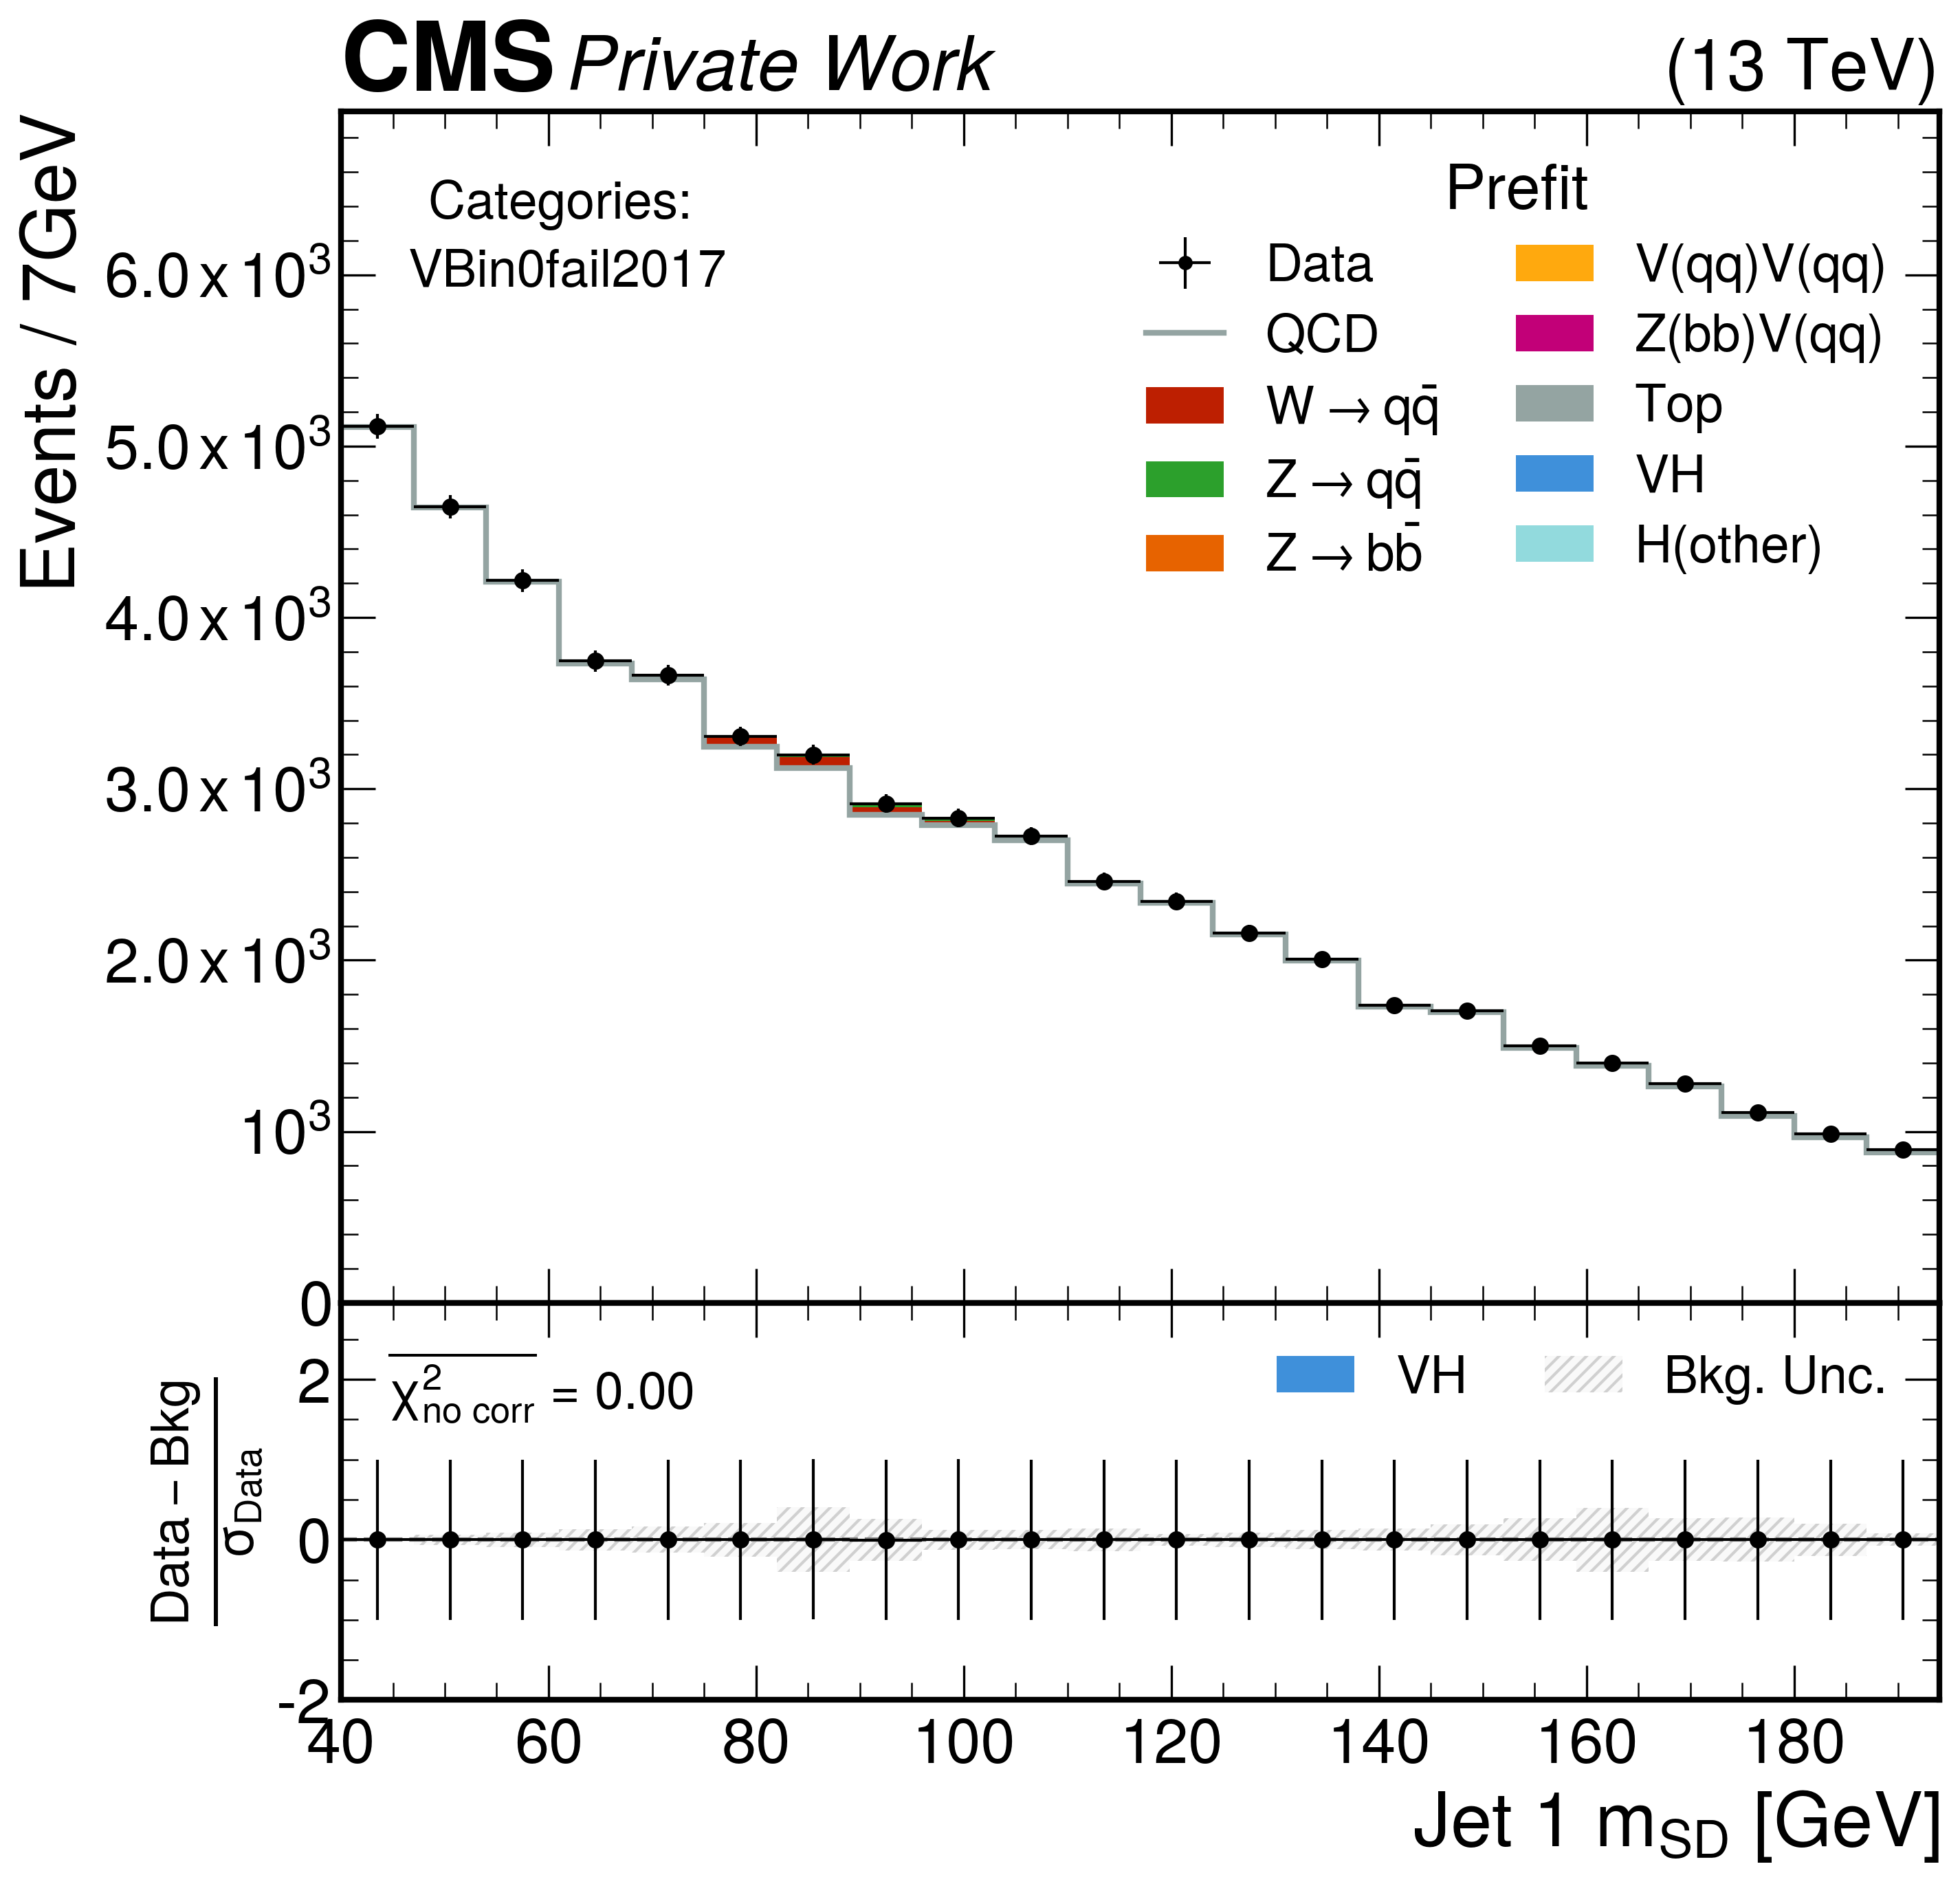 CMS Private Work (13 TeV)
Events / 7GeV
Categories:
VBin0fail2017
Prefit
Data
QCD
W → qq̄
Z → qq̄
Z → bb̄
V(qq)V(qq)
Z(bb)V(qq)
Top
VH
H(other)
6.0 x 10³
5.0 x 10³
4.0 x 10³
3.0 x 10³
2.0 x 10³
10³
0
Data – Bkg
σ_Data
χ²_no corr = 0.00
VH
Bkg. Unc.
2
0
-2
40 60 80 100 120 140 160 180
Jet 1 m_SD [GeV]